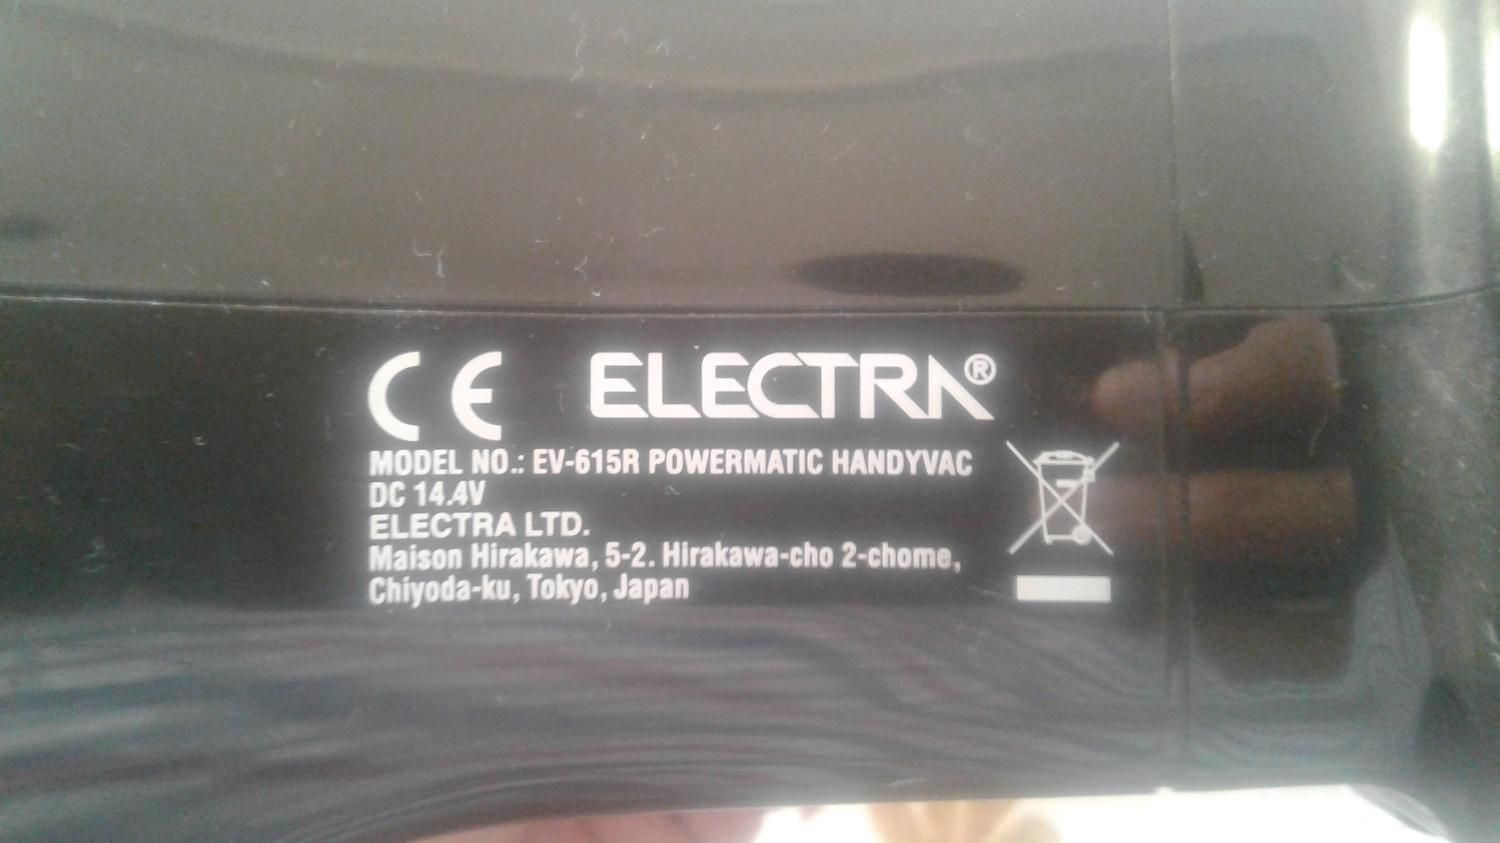 CE ELECTRA®
MODEL NO.: EV-615R POWERMATIC HANDYVAC
DC 14.4V
ELECTRA LTD.
Maison Hirakawa, 5-2. Hirakawa-cho 2-chome,
Chiyoda-ku, Tokyo, Japan